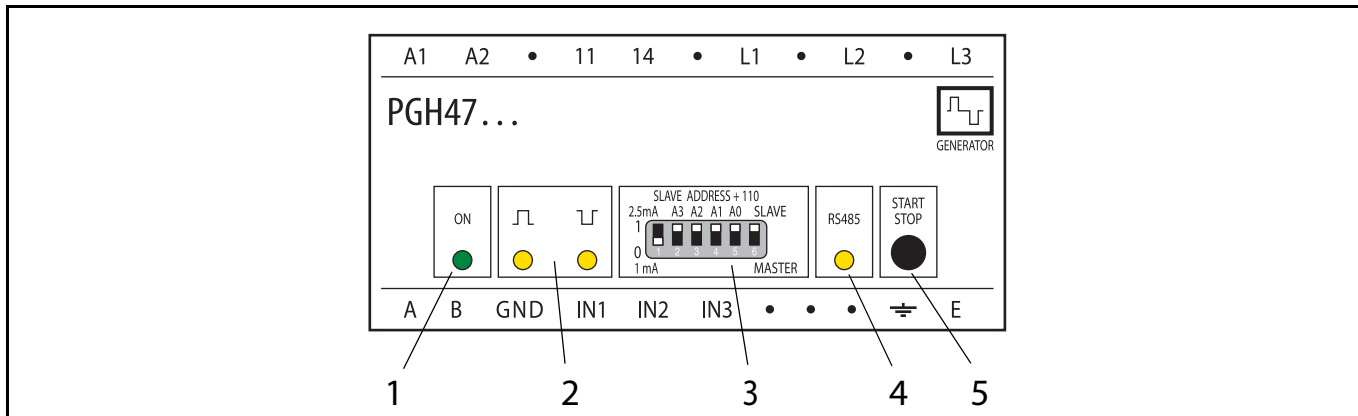 A1 A2 • 11 14 • L1 • L2 • L3
PGH47...
GENERATOR
ON
SLAVE ADDRESS + 110
2.5mA A3 A2 A1 A0 SLAVE
1
0
1 2 3 4 5 6
1 mA MASTER
RS485
START
STOP
A B GND IN1 IN2 IN3 • • • E
1 2 3 4 5